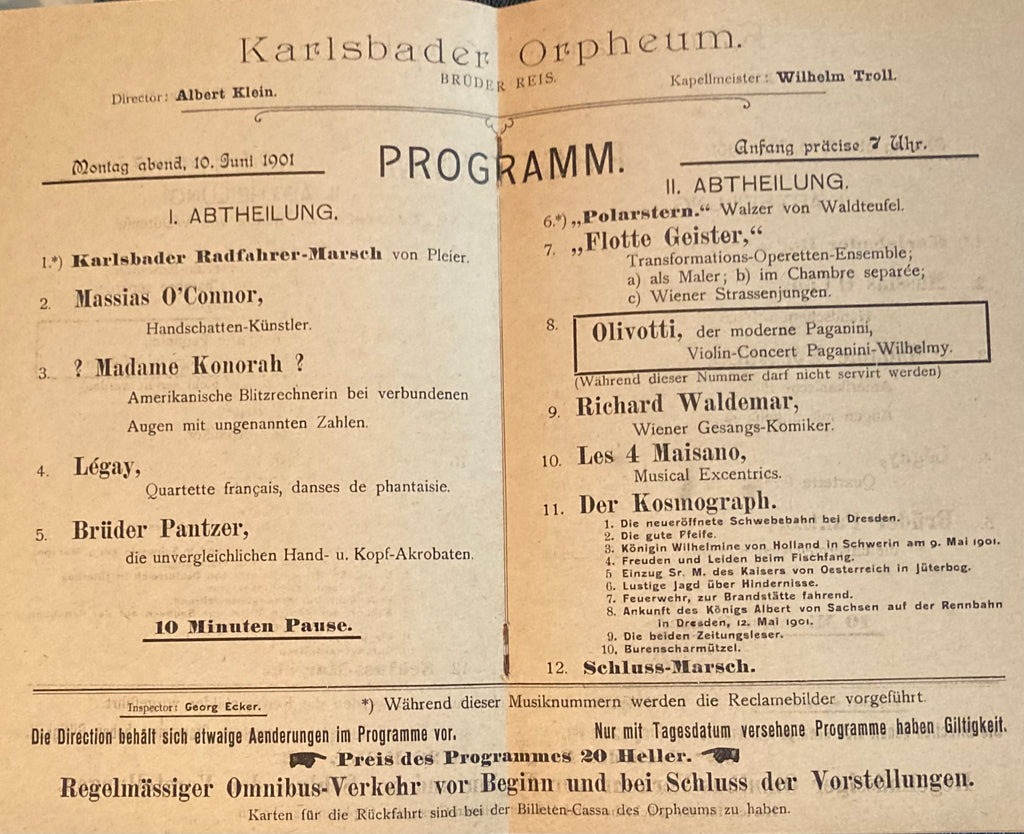 Karlsbader Orpheum.
BRÜDER REIS.
Director: Albert Klein.
Kapellmeister: Wilhelm Troll.
Montag abend, 10. Juni 1901
PROGRAMM.
Anfang präcise 7 Uhr.
I. ABTHEILUNG.
1.*) Karlsbader Radfahrer-Marsch von Pleier.
2. Massias O'Connor,
Handschatten-Künstler.
3. ? Madame Konorah ?
Amerikanische Blitzrechnerin bei verbundenen
Augen mit ungenannten Zahlen.
4. Légay,
Quartette français, danses de phantaisie.
5. Brüder Pantzer,
die unvergleichlichen Hand- u. Kopf-Akrobaten.
10 Minuten Pause.
II. ABTHEILUNG.
6.*) „Polarstern.“ Walzer von Waldteufel.
7. „Flotte Geister,“
Transformations-Operetten-Ensemble;
a) als Maler; b) im Chambre separée;
c) Wiener Strassenjungen.
8. Olivotti, der moderne Paganini,
Violin-Concert Paganini-Wilhelmy.
(Während dieser Nummer darf nicht servirt werden)
9. Richard Waldemar,
Wiener Gesangs-Komiker.
10. Les 4 Maisano,
Musical Excentrics.
11. Der Kosmograph.
1. Die neueröffnete Schwebebahn bei Dresden.
2. Die gute Pfeife.
3. Königin Wilhelmine von Holland in Schwerin am 9. Mai 1901.
4. Freuden und Leiden beim Fischfang.
5 Einzug Sr. M. des Kaisers von Oesterreich in Jüterbog.
6. Lustige Jagd über Hindernisse.
7. Feuerwehr, zur Brandstätte fahrend.
8. Ankunft des Königs Albert von Sachsen auf der Rennbahn
in Dresden, 12. Mai 1901.
9. Die beiden Zeitungsleser.
10. Burenscharmützel.
12. Schluss-Marsch.
Inspector: Georg Ecker.
*) Während dieser Musiknummern werden die Reclamebilder vorgeführt.
Die Direction behält sich etwaige Aenderungen im Programme vor.
Nur mit Tagesdatum versehene Programme haben Giltigkeit.
Preis des Programmes 20 Heller.
Regelmässiger Omnibus-Verkehr vor Beginn und bei Schluss der Vorstellungen.
Karten für die Rückfahrt sind bei der Billeten-Cassa des Orpheums zu haben.